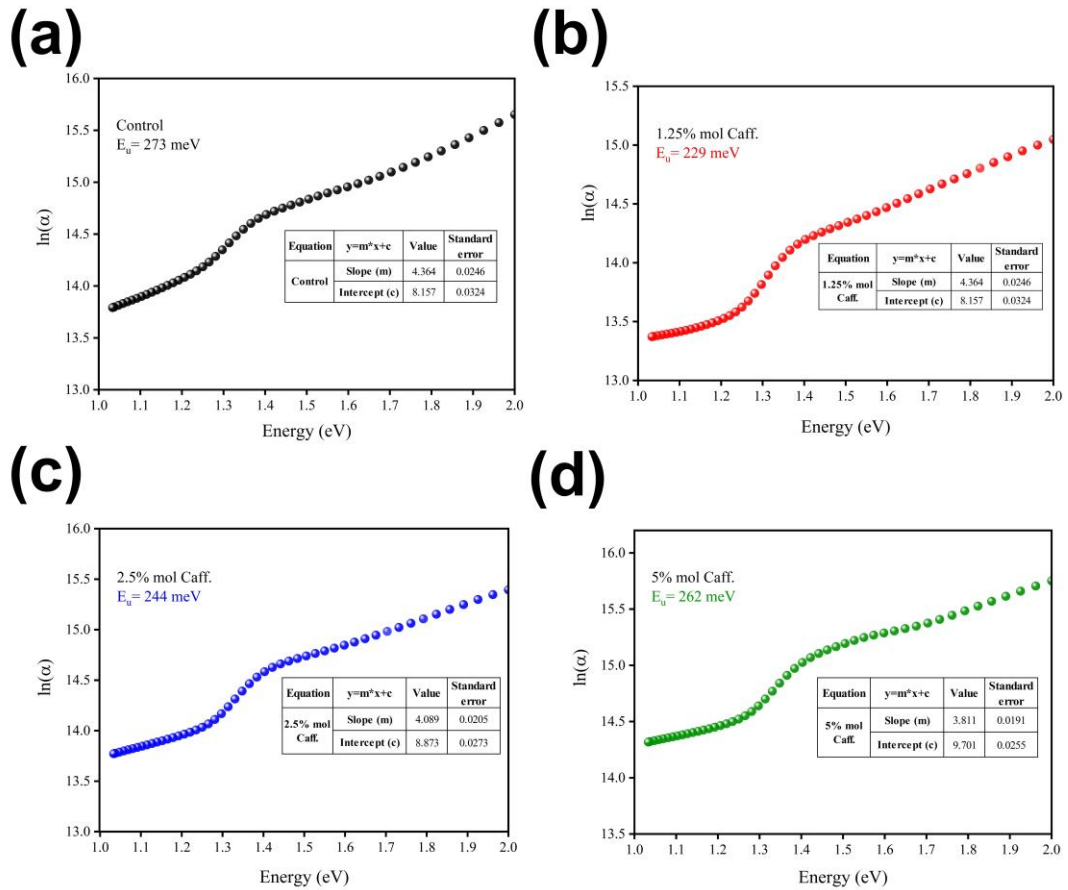 (a)
16.0
15.5
15.0
14.5
14.0
13.5
13.0
ln(α)
Control
Eu= 273 meV
Equation y=m*x+c Value Standard error
Control Slope (m) 4.364 0.0246
Intercept (c) 8.157 0.0324
1.0 1.1 1.2 1.3 1.4 1.5 1.6 1.7 1.8 1.9 2.0
Energy (eV)
(b)
15.5
15.0
14.5
14.0
13.5
13.0
ln(α)
1.25% mol Caff.
Eu= 229 meV
Equation y=m*x+c Value Standard error
1.25% mol Caff. Slope (m) 4.364 0.0246
Intercept (c) 8.157 0.0324
1.0 1.1 1.2 1.3 1.4 1.5 1.6 1.7 1.8 1.9 2.0
Energy (eV)
(c)
16.0
15.5
15.0
14.5
14.0
13.5
13.0
ln(α)
2.5% mol Caff.
Eu= 244 meV
Equation y=m*x+c Value Standard error
2.5% mol Caff. Slope (m) 4.089 0.0205
Intercept (c) 8.873 0.0273
1.0 1.1 1.2 1.3 1.4 1.5 1.6 1.7 1.8 1.9 2.0
Energy (eV)
(d)
16.0
15.5
15.0
14.5
14.0
13.5
ln(α)
5% mol Caff.
Eu= 262 meV
Equation y=m*x+c Value Standard error
5% mol Caff. Slope (m) 3.811 0.0191
Intercept (c) 9.701 0.0255
1.0 1.1 1.2 1.3 1.4 1.5 1.6 1.7 1.8 1.9 2.0
Energy (eV)